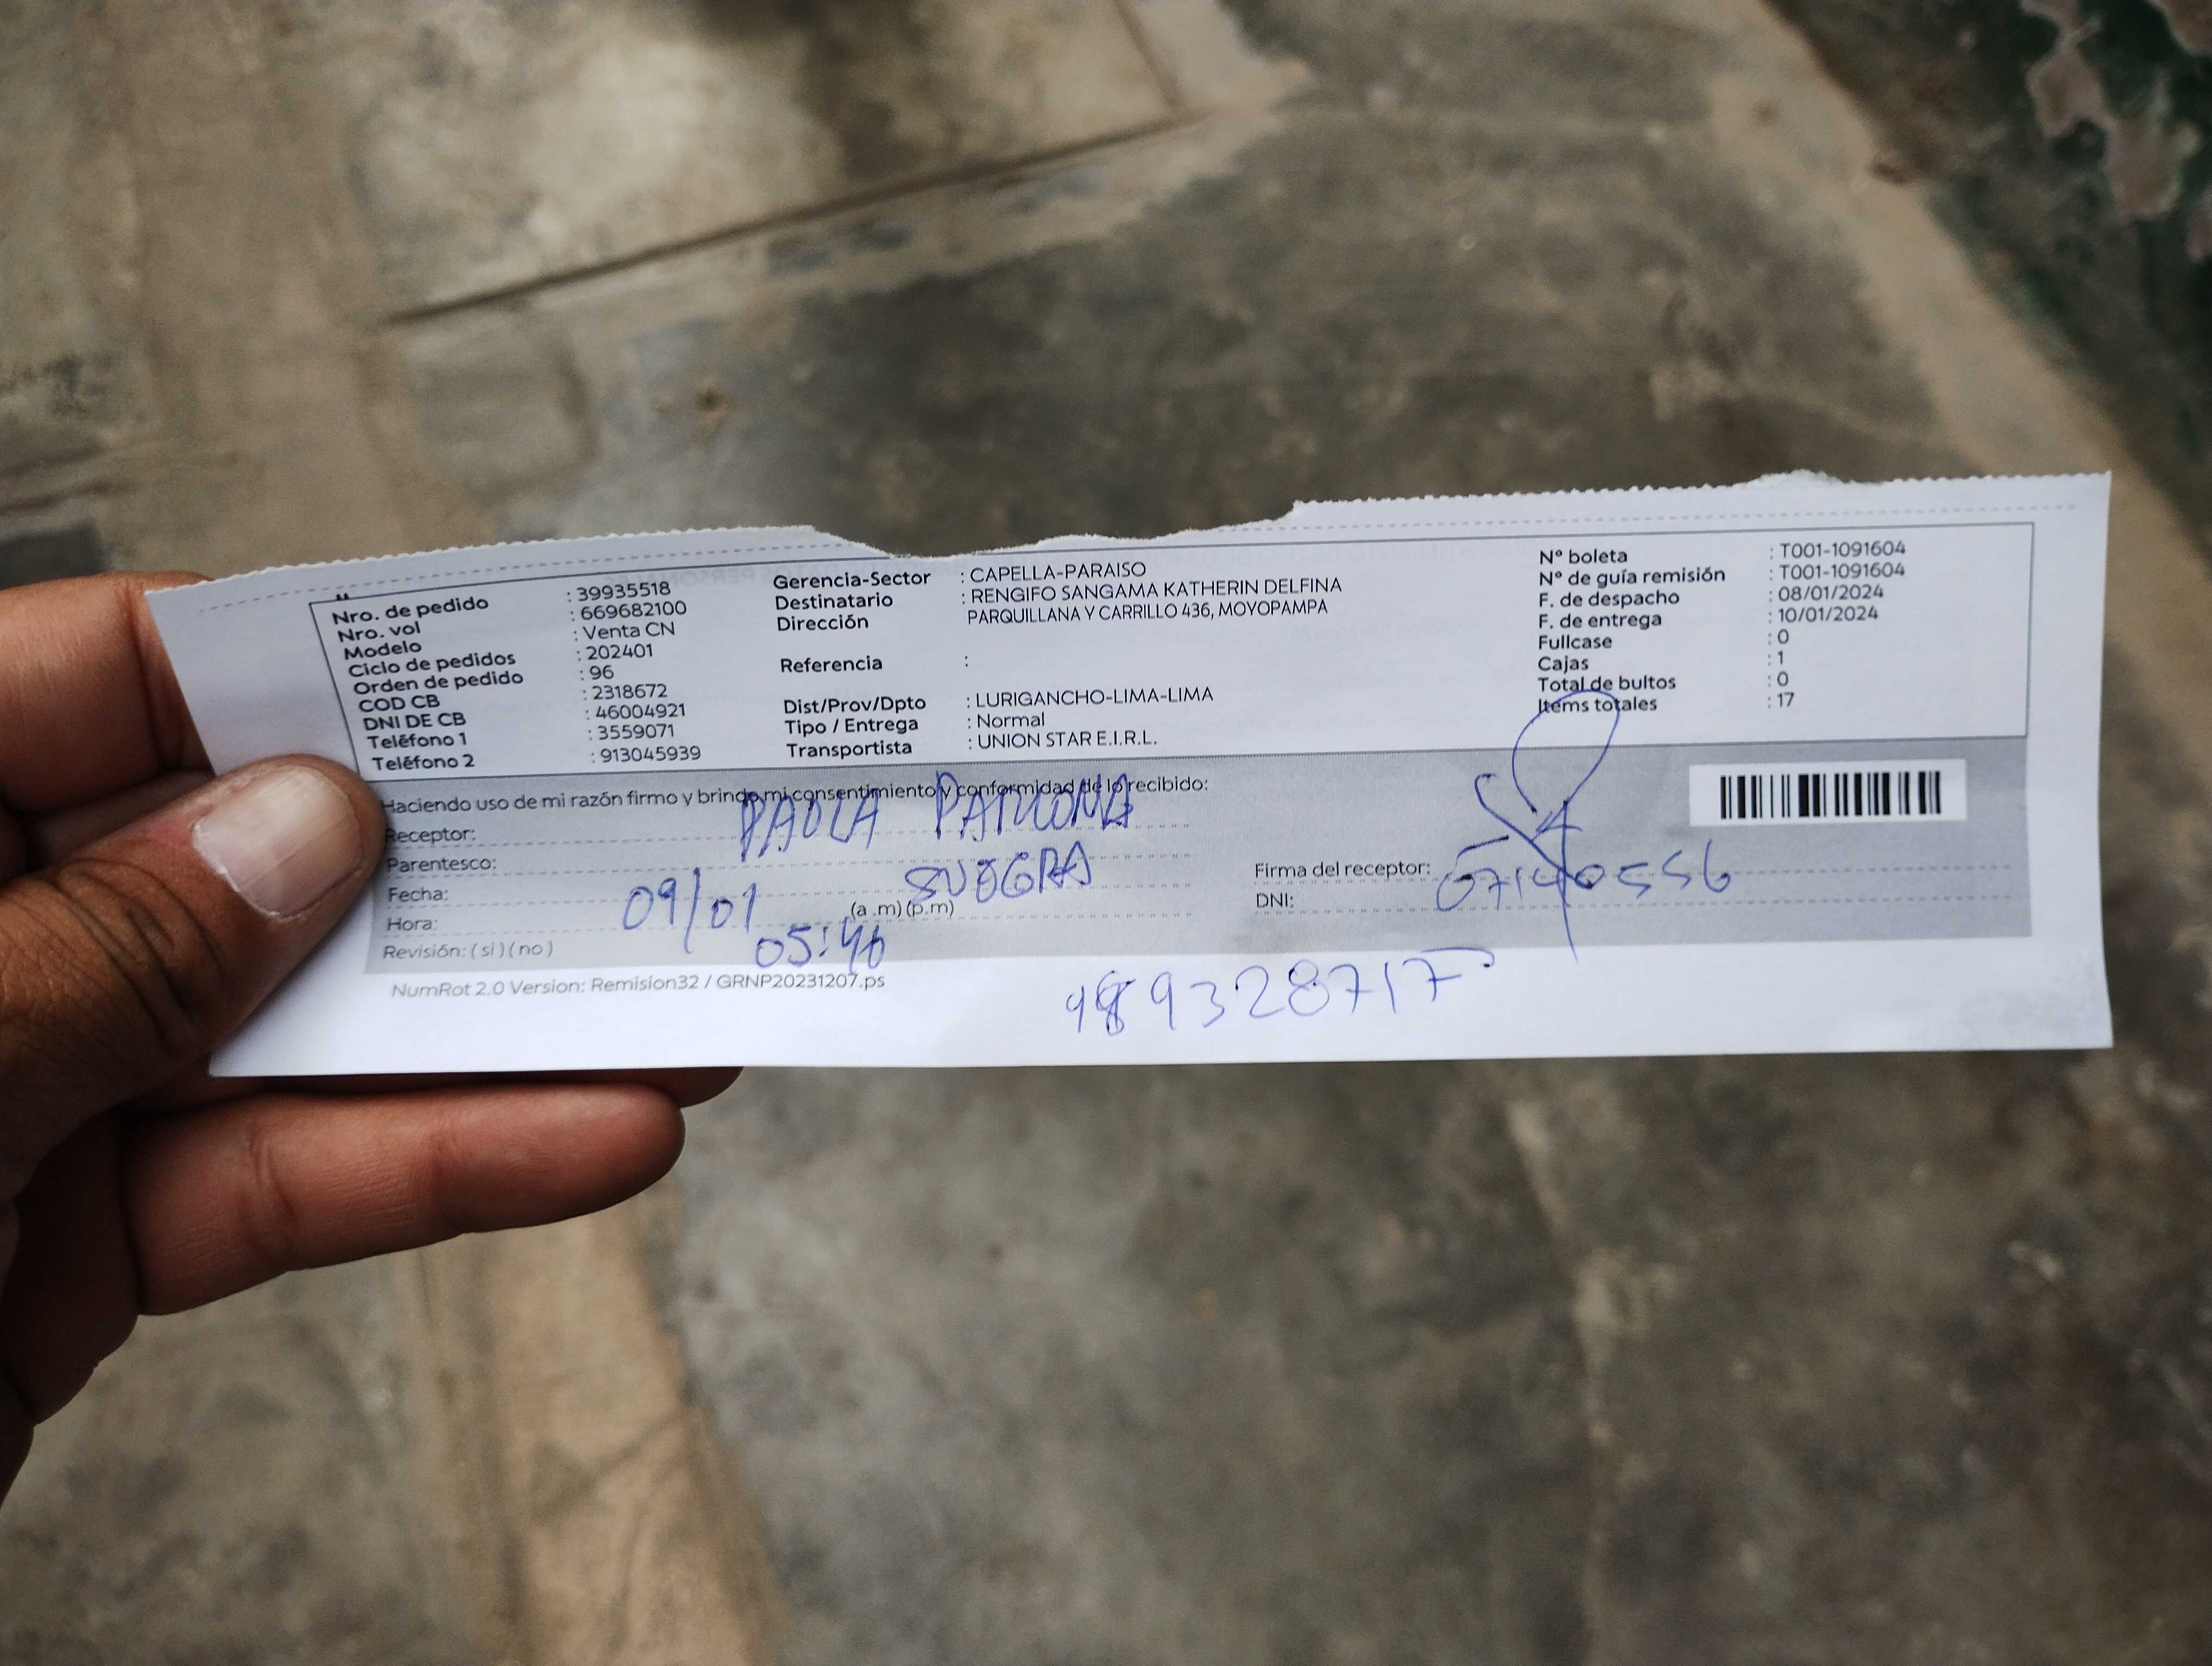 Nro. de pedido : 39935518
Nro. vol : 669682100
Modelo : Venta CN
Ciclo de pedidos : 202401
Orden de pedido : 96
COD CB : 2318672
DNI DE CB : 46004921
Teléfono 1 : 3559071
Teléfono 2 : 913045939
Gerencia-Sector : CAPELLA-PARAISO
Destinatario : RENGIFO SANGAMA KATHERIN DELFINA
Dirección PARQUILLANA Y CARRILLO 436, MOYOPAMPA
Referencia :
Dist/Prov/Dpto : LURIGANCHO-LIMA-LIMA
Tipo / Entrega : Normal
Transportista : UNION STAR E.I.R.L.
Nº boleta : T001-1091604
Nº de guía remisión : T001-1091604
F. de despacho : 08/01/2024
F. de entrega : 10/01/2024
Fullcase : 0
Cajas : 1
Total de bultos : 0
Items totales : 17
Haciendo uso de mi razón firmo y brindo mi consentimiento y conformidad de lo recibido:
Receptor: PAOLA
Parentesco: SUOGRA
Fecha: 09/01
Hora: 05:46 (a.m) (p.m)
Revisión: ( si ) ( no )
Firma del receptor:
DNI: 07140556
NumRot 2.0 Version: Remision32 / GRNP20231207.ps